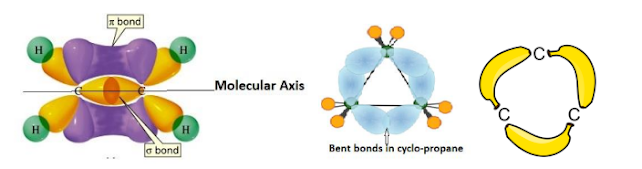 π bond
H
H
C
C
Molecular Axis
H
H
σ bond
Bent bonds in cyclo-propane
C
C
C